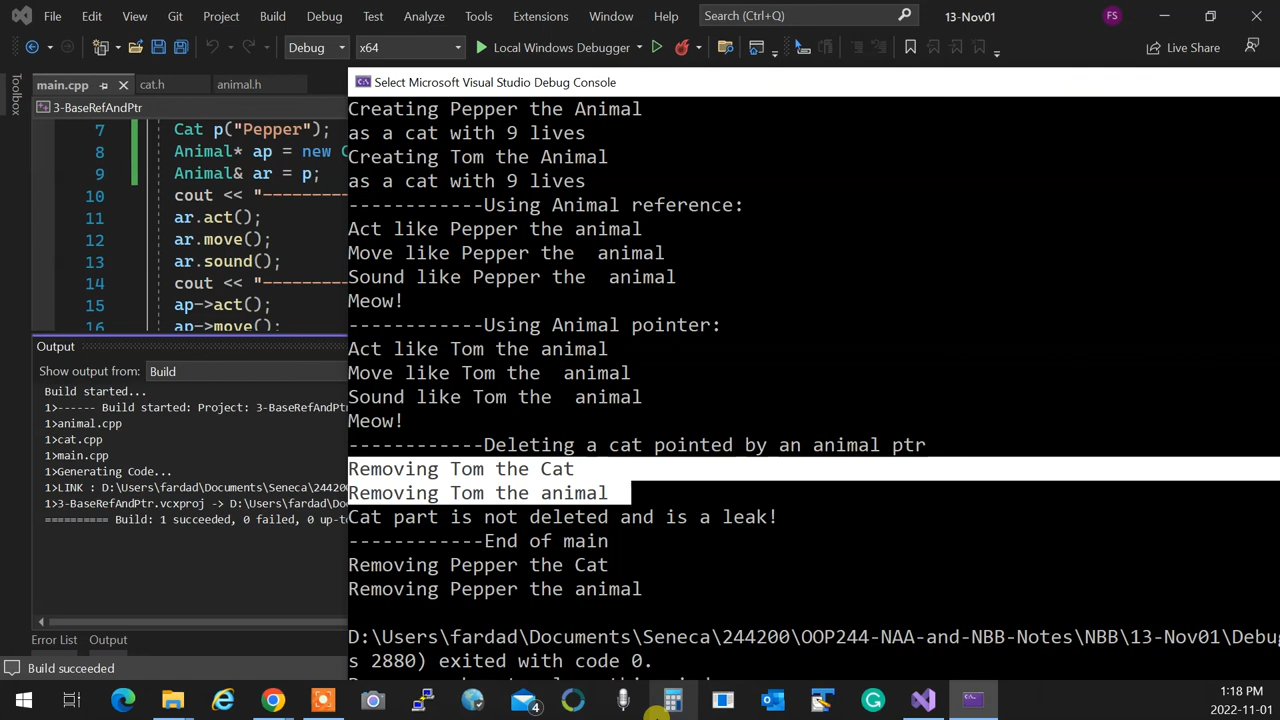 File Edit View Git Project Build Debug Test Analyze Tools Extensions Window Help Search (Ctrl+Q) 13-Nov01 FS
Debug x64 Local Windows Debugger Live Share
Toolbox
main.cpp cat.h animal.h
Select Microsoft Visual Studio Debug Console
3-BaseRefAndPtr
7 Cat p("Pepper");
8 Animal* ap = new C
9 Animal& ar = p;
10 cout << "--------
11 ar.act();
12 ar.move();
13 ar.sound();
14 cout << "--------
15 ap->act();
16 ap->move();
Output
Show output from: Build
Build started...
1>------ Build started: Project: 3-BaseRefAndPtr
1>animal.cpp
1>cat.cpp
1>main.cpp
1>Generating Code...
1>LINK : D:\Users\fardad\Documents\Seneca\244200
1>3-BaseRefAndPtr.vcxproj -> D:\Users\fardad\Doc
========== Build: 1 succeeded, 0 failed, 0 up-to
Error List Output
Build succeeded
Creating Pepper the Animal
as a cat with 9 lives
Creating Tom the Animal
as a cat with 9 lives
------------Using Animal reference:
Act like Pepper the animal
Move like Pepper the  animal
Sound like Pepper the  animal
Meow!
------------Using Animal pointer:
Act like Tom the animal
Move like Tom the  animal
Sound like Tom the  animal
Meow!
------------Deleting a cat pointed by an animal ptr
Removing Tom the Cat
Removing Tom the animal
Cat part is not deleted and is a leak!
------------End of main
Removing Pepper the Cat
Removing Pepper the animal
D:\Users\fardad\Documents\Seneca\244200\OOP244-NAA-and-NBB-Notes\NBB\13-Nov01\Debu
s 2880) exited with code 0.
4
1:18 PM
2022-11-01